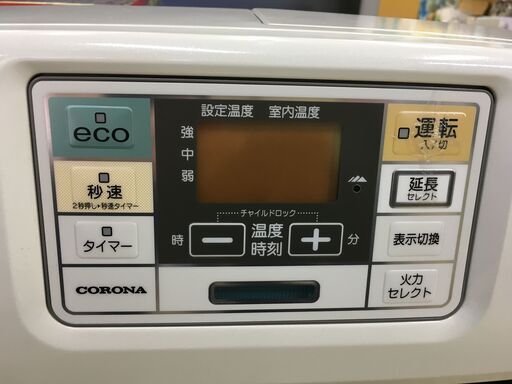 eco
設定温度 室内温度
運転
入/切
強
中
弱
秒速
2秒押し・秒速タイマー
延長
セレクト
チャイルドロック
タイマー
時
−
温度
時刻
+
分
表示切換
CORONA
火力
セレクト